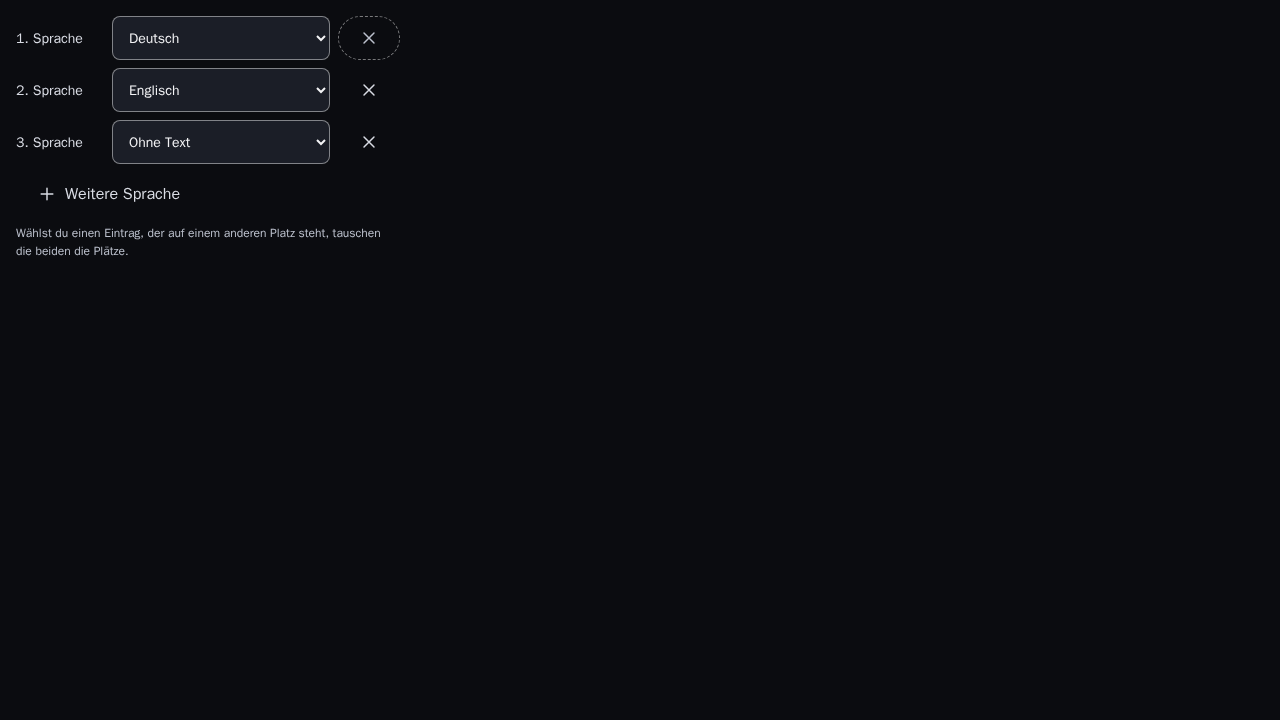 1. Sprache Deutsch
2. Sprache Englisch
3. Sprache Ohne Text
Weitere Sprache
Wählst du einen Eintrag, der auf einem anderen Platz steht, tauschen
die beiden die Plätze.